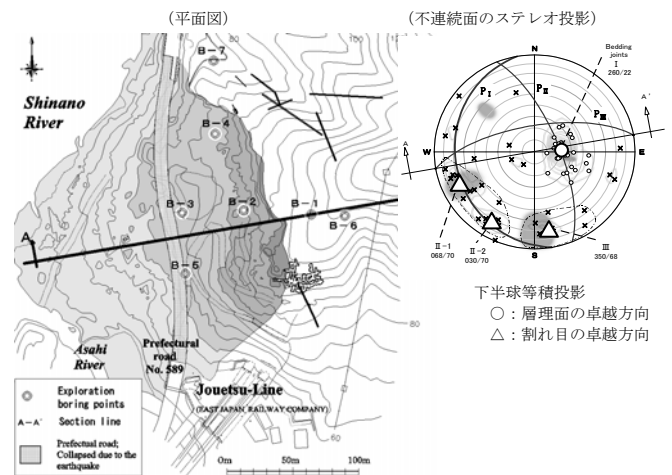 (平面図)
B-7
Shinano
River
B-4
B-3
B-2
B-1
B-6
A
B-5
80
Asahi
River
Prefectural
road
No. 589
Jouetsu-Line
(EAST JAPAN, RAILWAY COMPANY)
60
Exploration
boring points
A-A' Section line
Prefectual road;
Collapsed due to the
earthquake
0m 50m 100m
(不連続面のステレオ投影)
Bedding
joints
I
260/22
N
PⅠ
PⅡ
PⅢ
A'
A
W
E
S
Ⅱ-1
068/70
Ⅱ-2
030/70
Ⅲ
350/68
下半球等積投影
○:層理面の卓越方向
△:割れ目の卓越方向